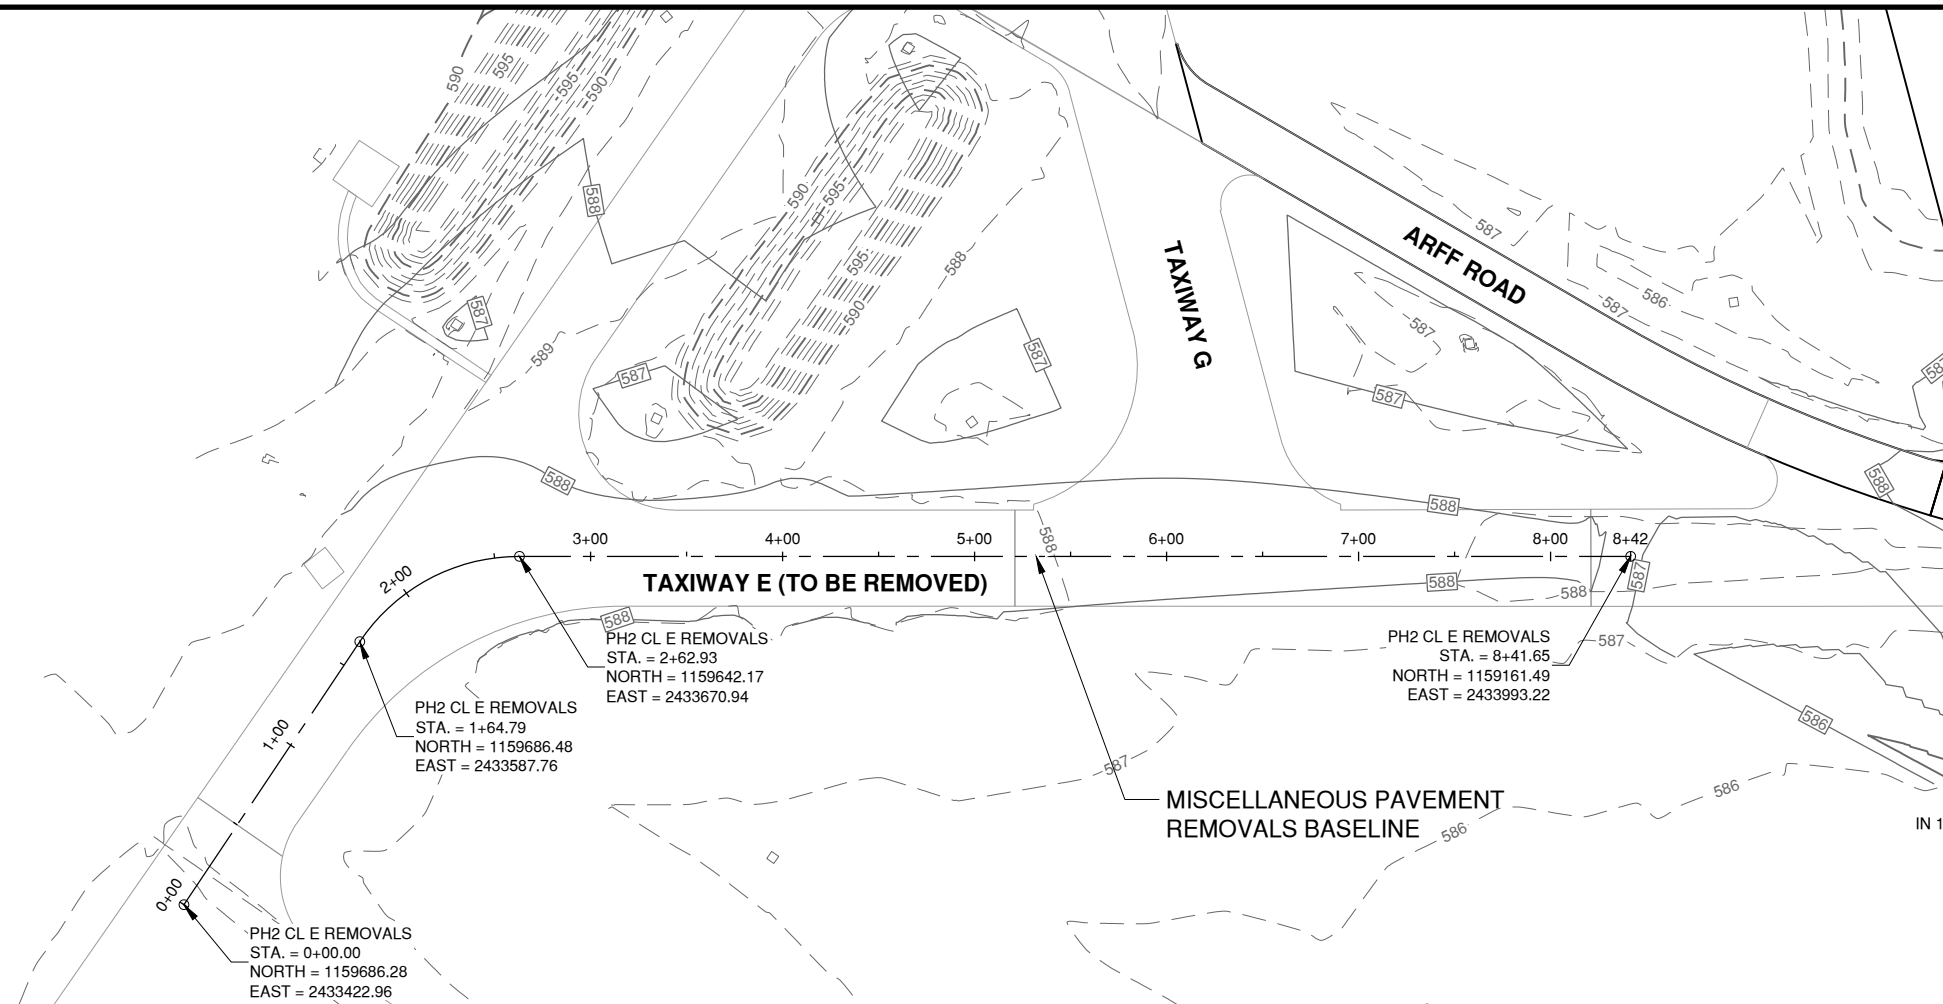 590
595
595
590
588
587
589
590
595
595
590
588
587
587
TAXIWAY G
ARFF ROAD
587
586
587
587
587
588
588
588
588
3+00
4+00
5+00
6+00
7+00
8+00
8+42
2+00
1+00
0+00
TAXIWAY E (TO BE REMOVED)
588
588
587
588
587
PH2 CL E REMOVALS
STA. = 2+62.93
NORTH = 1159642.17
EAST = 2433670.94
PH2 CL E REMOVALS
STA. = 8+41.65
NORTH = 1159161.49
EAST = 2433993.22
PH2 CL E REMOVALS
STA. = 1+64.79
NORTH = 1159686.48
EAST = 2433587.76
587
586
586
586
MISCELLANEOUS PAVEMENT
REMOVALS BASELINE
IN 1
PH2 CL E REMOVALS
STA. = 0+00.00
NORTH = 1159686.28
EAST = 2433422.96